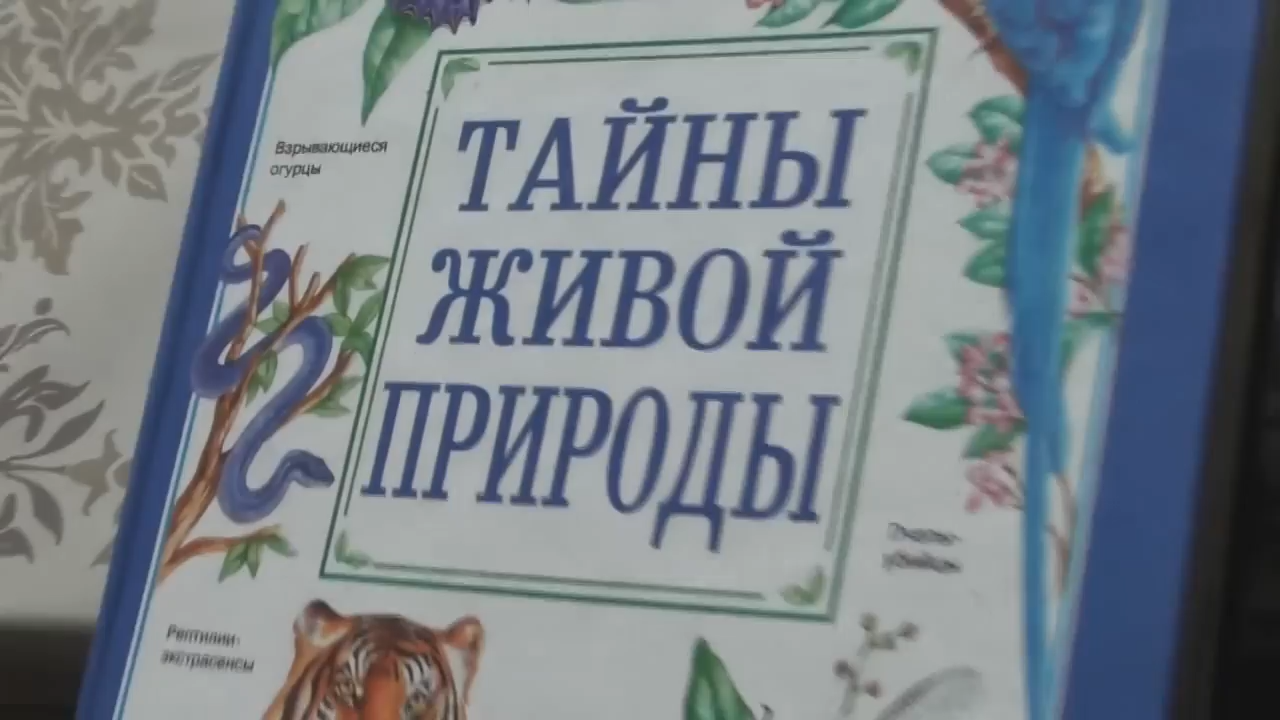 Взрывающиеся
огурцы
ТАЙНЫ
ЖИВОЙ
ПРИРОДЫ
Рептилии-
экстрасенсы